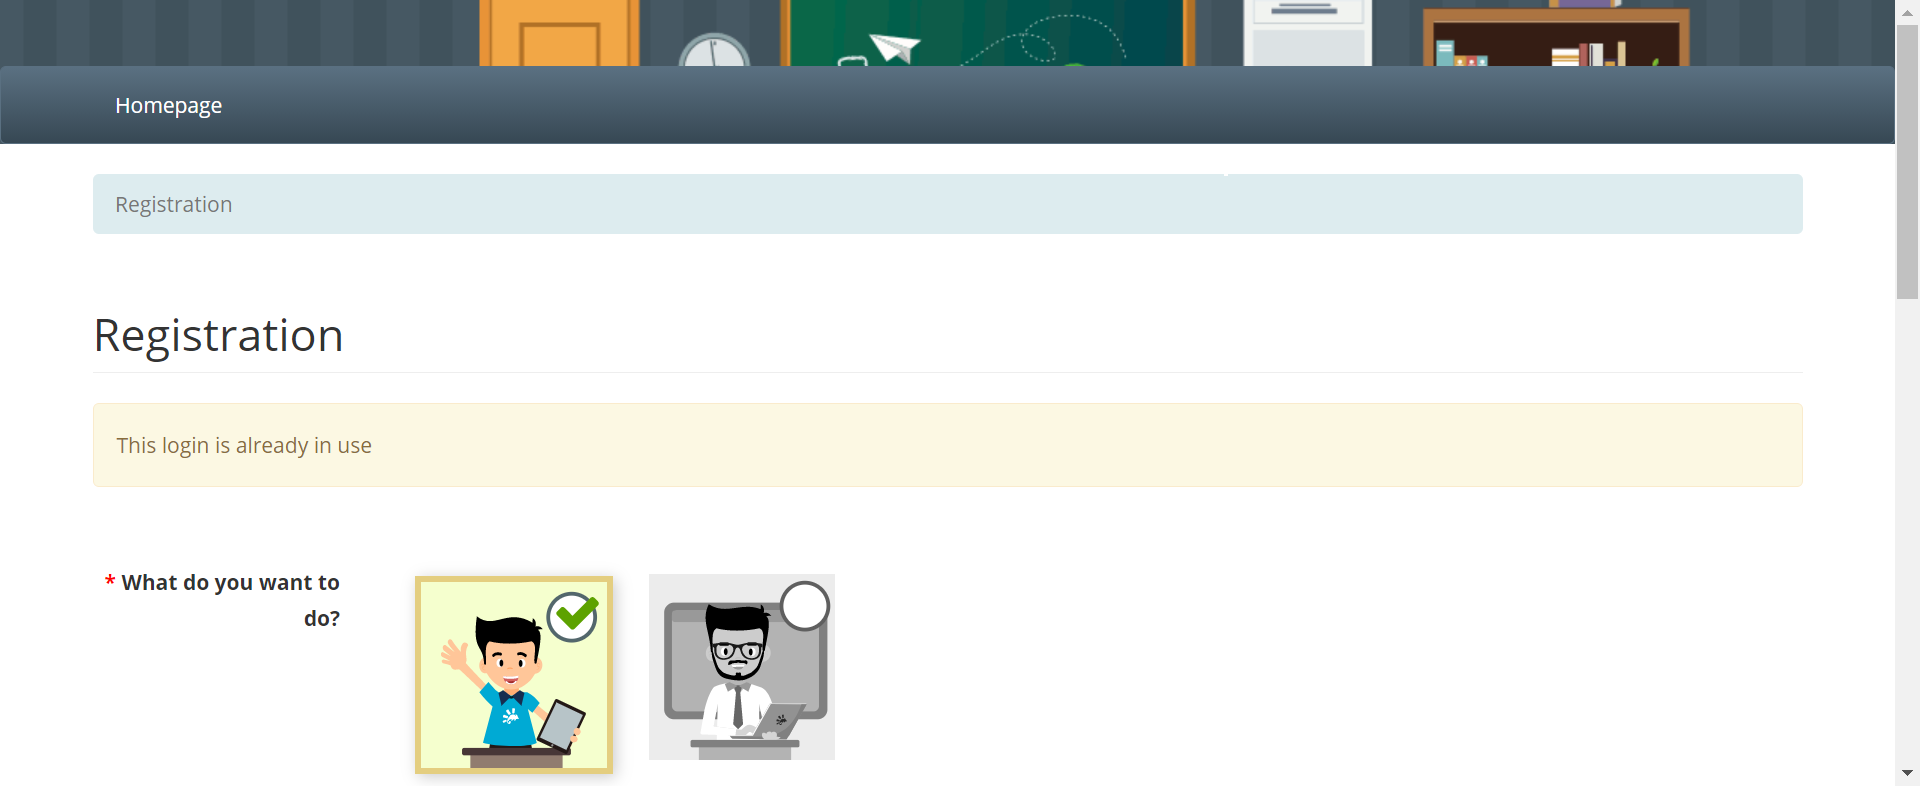 Homepage
Registration
Registration
This login is already in use
* What do you want to
do?